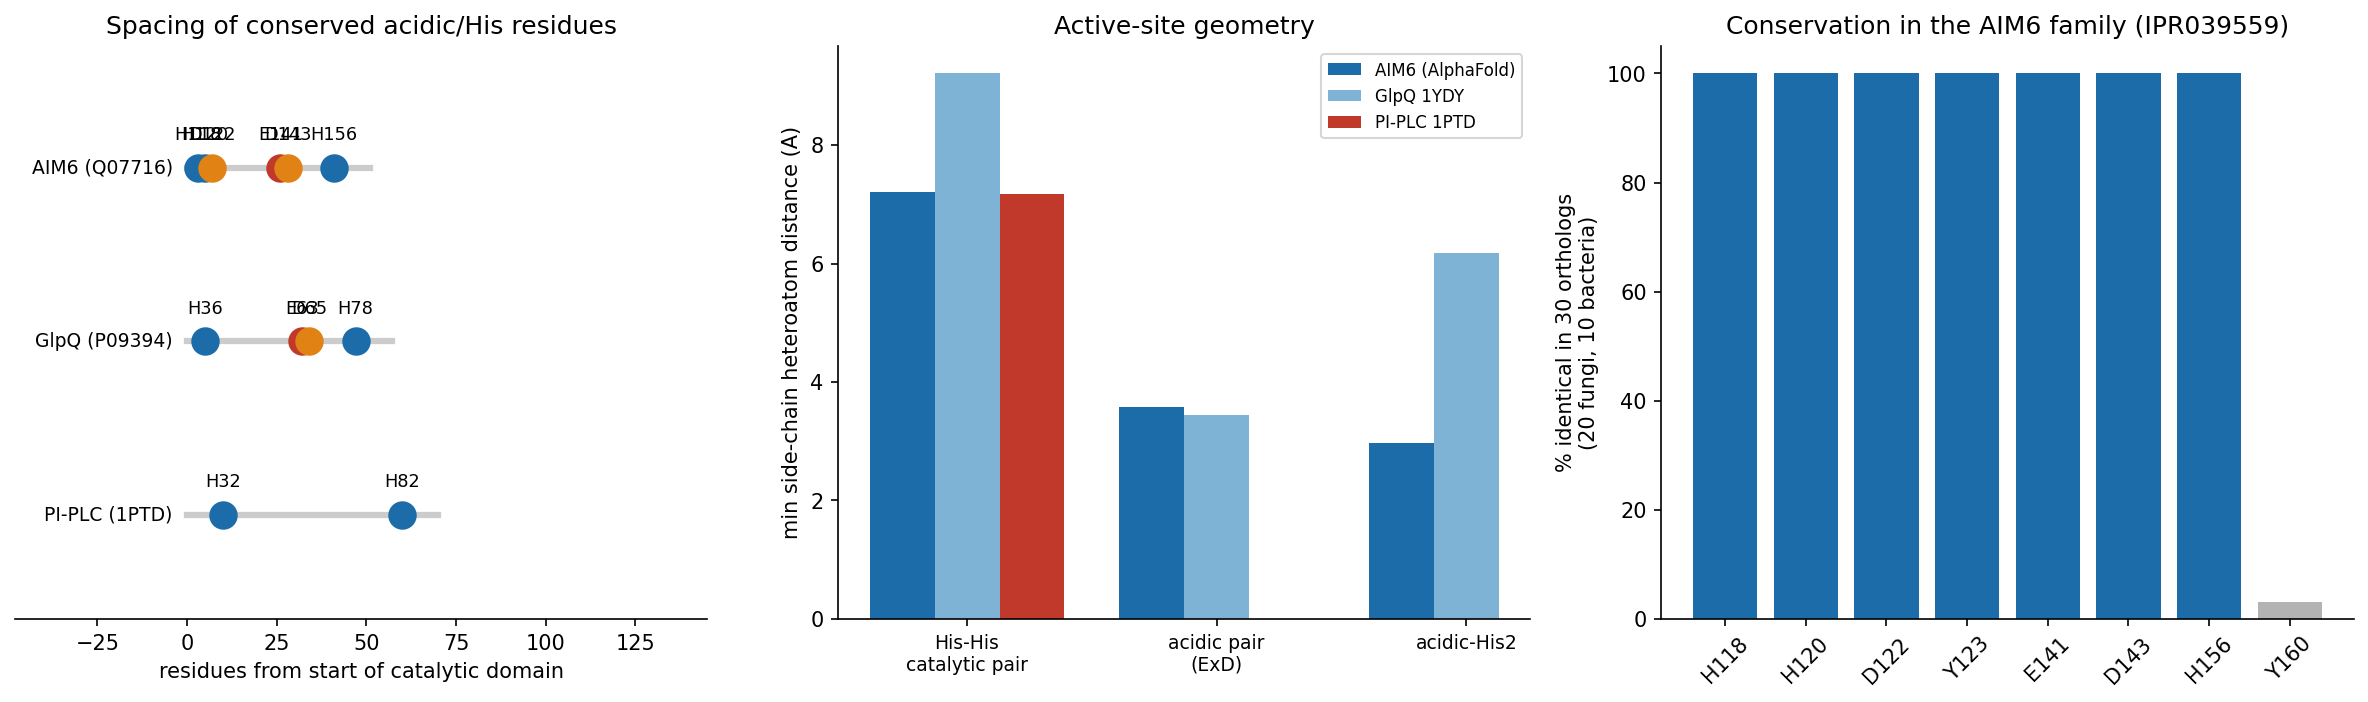 Spacing of conserved acidic/His residues
AIM6 (Q07716)
H156
GlpQ (P09394)
H36
H78
PI-PLC (1PTD)
H32
H82
−25
0
25
50
75
100
125
residues from start of catalytic domain
Active-site geometry
min side-chain heteroatom distance (A)
8
6
4
2
0
AIM6 (AlphaFold)
GlpQ 1YDY
PI-PLC 1PTD
His-His
catalytic pair
acidic pair
(ExD)
acidic-His2
Conservation in the AIM6 family (IPR039559)
% identical in 30 orthologs
(20 fungi, 10 bacteria)
100
80
60
40
20
0
H118
H120
D122
Y123
E141
D143
H156
Y160